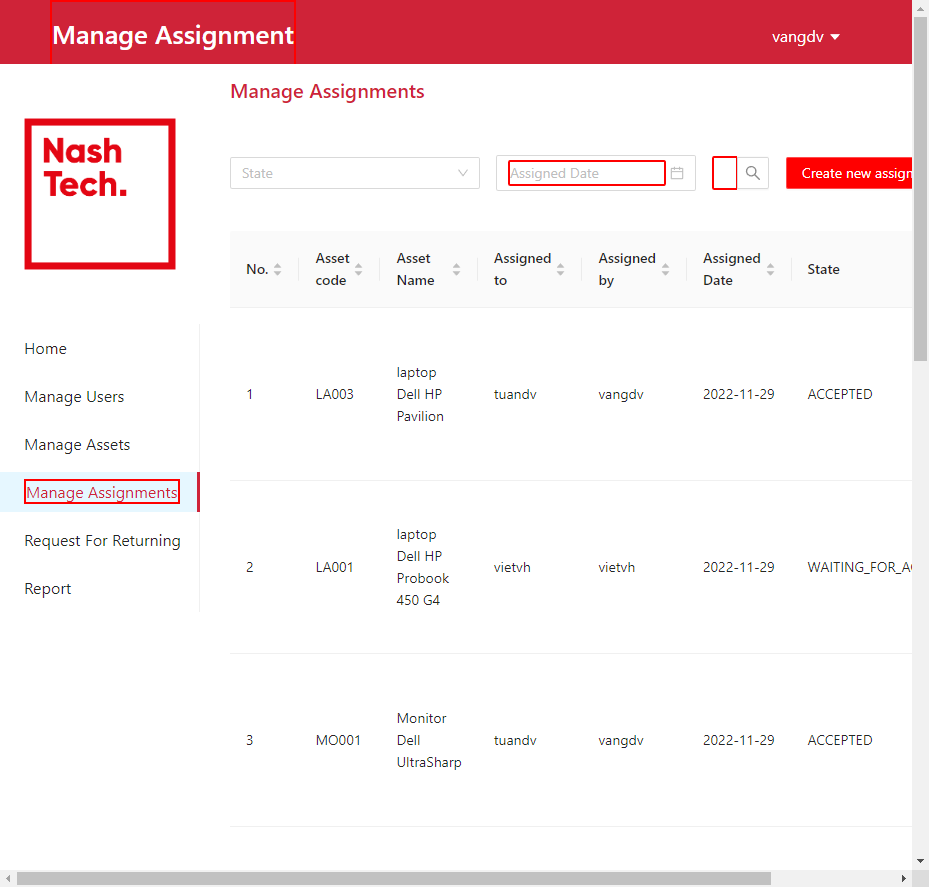 Manage Assignment
vangdv
Manage Assignments
Nash
Tech.
State
Assigned Date
Create new assign
No.
Asset code
Asset Name
Assigned to
Assigned by
Assigned Date
State
Home
Manage Users
Manage Assets
Manage Assignments
Request For Returning
Report
1
LA003
laptop
Dell HP
Pavilion
tuandv
vangdv
2022-11-29
ACCEPTED
2
LA001
laptop
Dell HP
Probook
450 G4
vietvh
vietvh
2022-11-29
WAITING_FOR_AC
3
MO001
Monitor
Dell
UltraSharp
tuandv
vangdv
2022-11-29
ACCEPTED